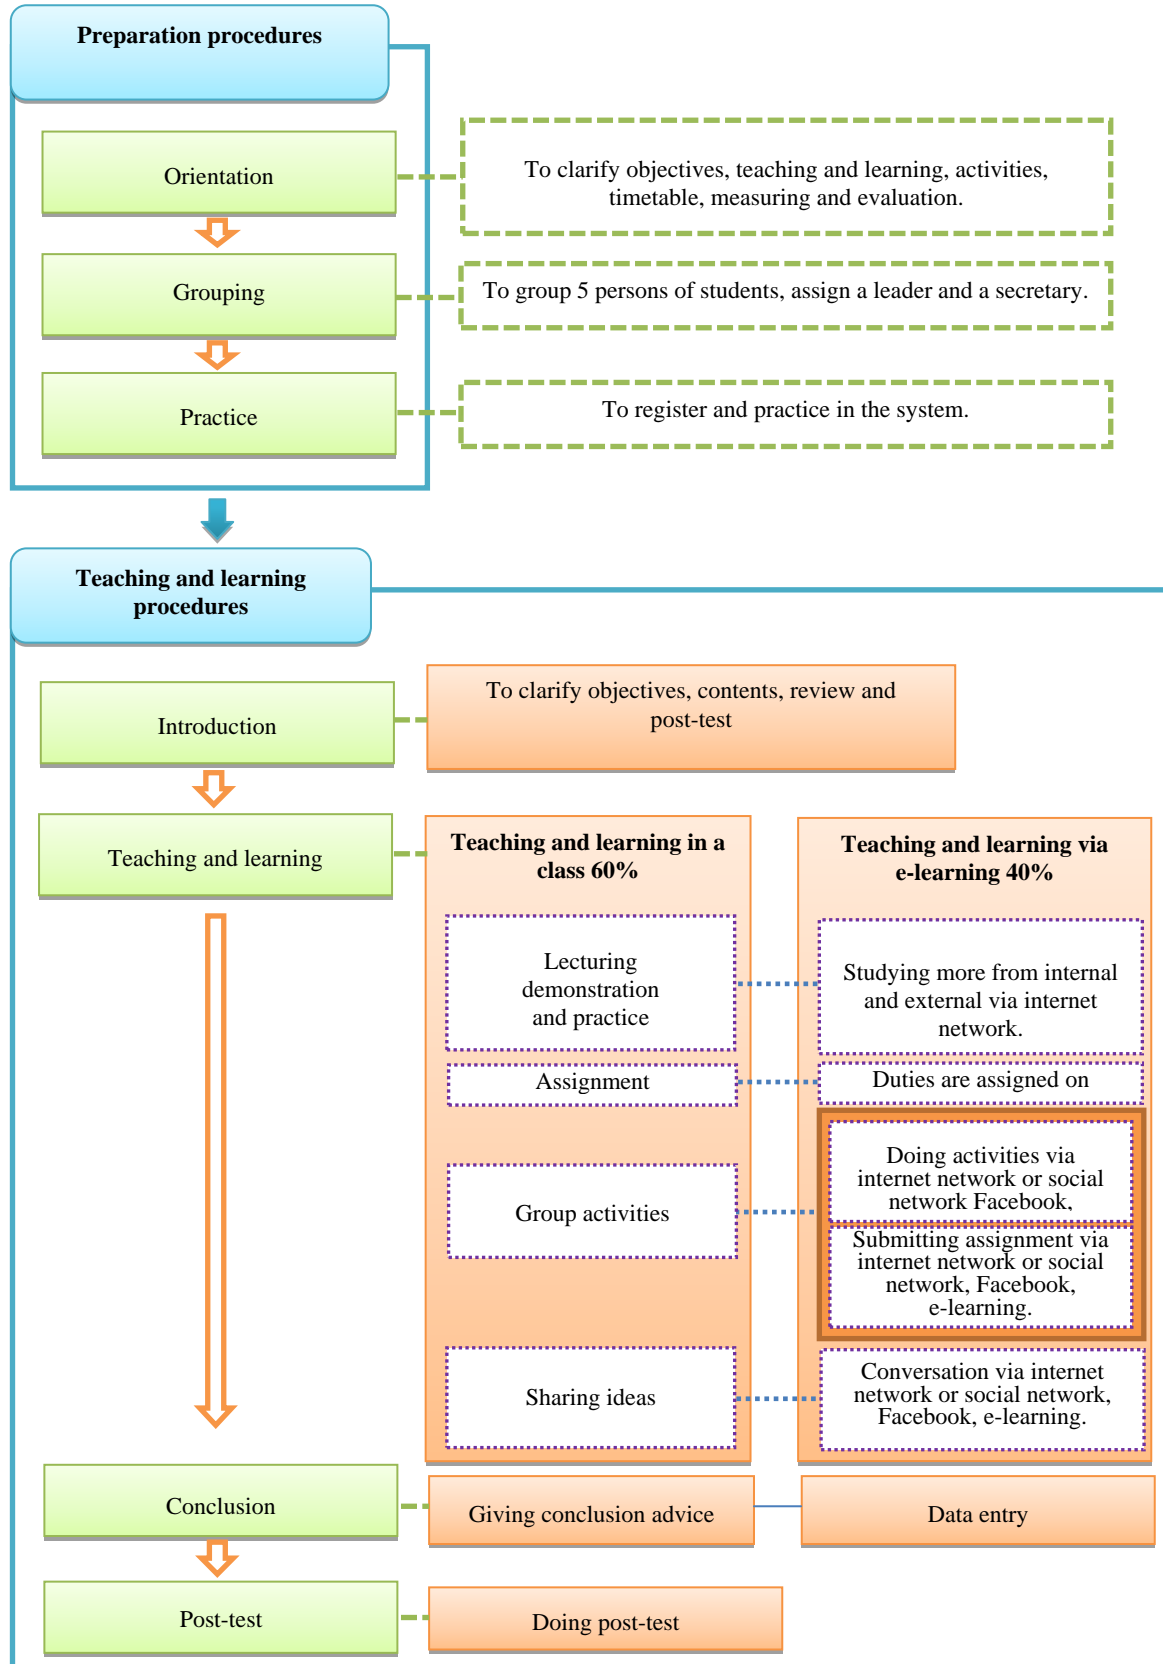 Preparation procedures
Orientation
To clarify objectives, teaching and learning, activities,
timetable, measuring and evaluation.
Grouping
To group 5 persons of students, assign a leader and a secretary.
Practice
To register and practice in the system.
Teaching and learning
procedures
Introduction
To clarify objectives, contents, review and
post-test
Teaching and learning
Teaching and learning in a
class 60%
Teaching and learning via
e-learning 40%
Lecturing
demonstration
and practice
Studying more from internal
and external via internet
network.
Assignment
Duties are assigned on
Group activities
Doing activities via
internet network or social
network Facebook,
Submitting assignment via
internet network or social
network, Facebook,
e-learning.
Sharing ideas
Conversation via internet
network or social network,
Facebook, e-learning.
Conclusion
Giving conclusion advice
Data entry
Post-test
Doing post-test